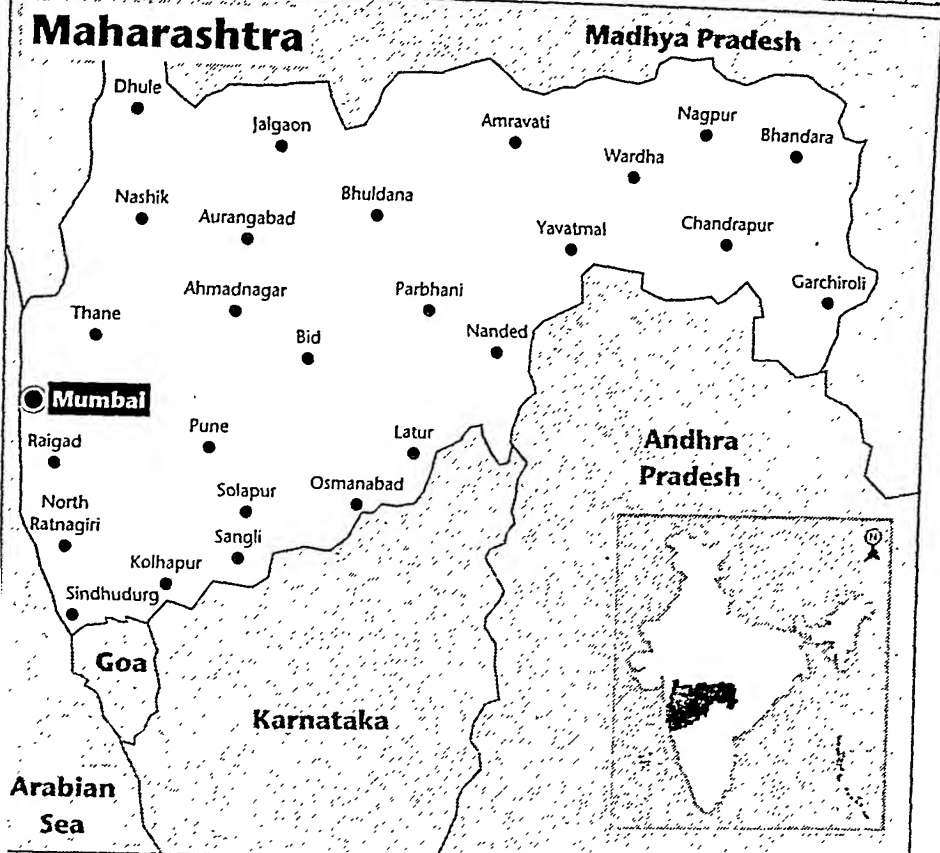 Maharashtra
Madhya Pradesh
Dhule
Jalgaon
Amravati
Nagpur
Bhandara
Wardha
Nashik
Aurangabad
Bhuldana
Yavatmal
Chandrapur
Garchiroli
Ahmadnagar
Parbhani
Thane
Bid
Nanded
Mumbai
Raigad
Pune
Latur
Andhra
Pradesh
North
Ratnagiri
Solapur
Osmanabad
Sangli
Kolhapur
Sindhudurg
N
Goa
Karnataka
Arabian
Sea